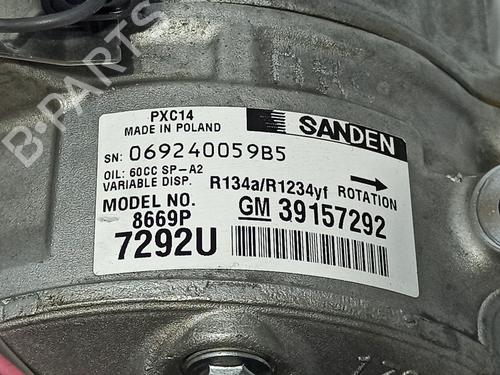 PXC14
MADE IN POLAND
SANDEN
SN: 069240059B5
OIL: 60CC SP-A2
VARIABLE DISP.
R134a/R1234yf
ROTATION
MODEL NO.
8669P
7292U
GM 39157292
B-PARTS